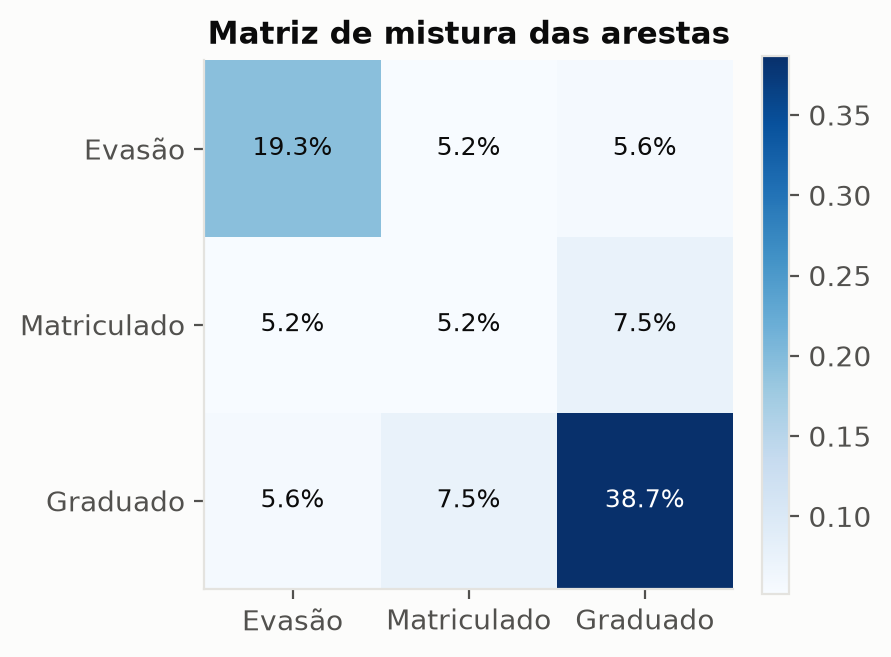 Matriz de mistura das arestas
Evasão 19.3% 5.2% 5.6%
Matriculado 5.2% 5.2% 7.5%
Graduado 5.6% 7.5% 38.7%
Evasão Matriculado Graduado
0.35
0.30
0.25
0.20
0.15
0.10